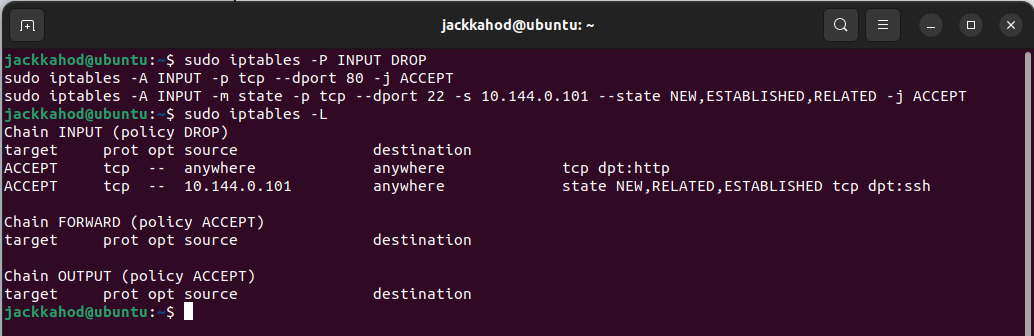 jackkahod@ubuntu: ~
jackkahod@ubuntu:~$ sudo iptables -P INPUT DROP
sudo iptables -A INPUT -p tcp --dport 80 -j ACCEPT
sudo iptables -A INPUT -m state -p tcp --dport 22 -s 10.144.0.101 --state NEW,ESTABLISHED,RELATED -j ACCEPT
jackkahod@ubuntu:~$ sudo iptables -L
Chain INPUT (policy DROP)
target     prot opt source               destination
ACCEPT     tcp  --  anywhere             anywhere             tcp dpt:http
ACCEPT     tcp  --  10.144.0.101         anywhere             state NEW,RELATED,ESTABLISHED tcp dpt:ssh
Chain FORWARD (policy ACCEPT)
target     prot opt source               destination
Chain OUTPUT (policy ACCEPT)
target     prot opt source               destination
jackkahod@ubuntu:~$